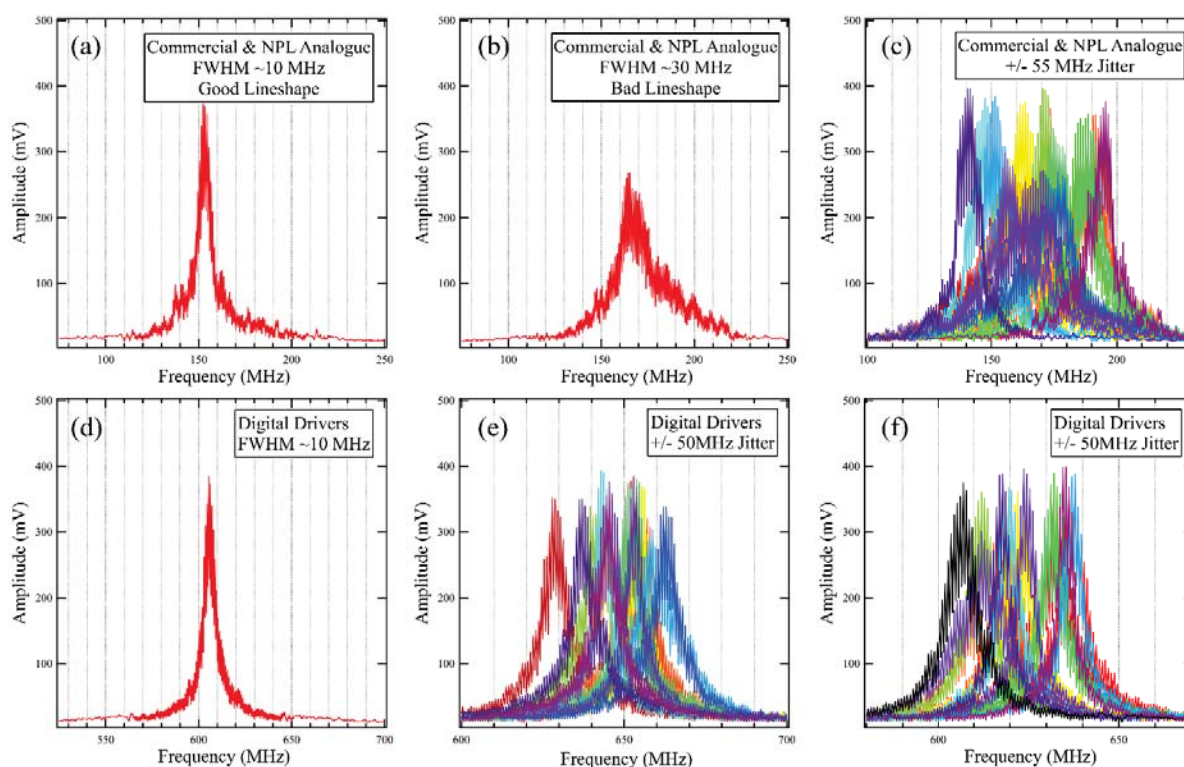 (a)
Commercial & NPL Analogue
FWHM ~10 MHz
Good Lineshape
500
400
300
200
100
Amplitude (mV)
100
150
200
250
Frequency (MHz)
(b)
Commercial & NPL Analogue
FWHM ~30 MHz
Bad Lineshape
500
400
300
200
100
Amplitude (mV)
100
150
200
250
Frequency (MHz)
(c)
Commercial & NPL Analogue
+/- 55 MHz Jitter
500
400
300
200
100
Amplitude (mV)
100
150
200
Frequency (MHz)
(d)
Digital Drivers
FWHM ~10 MHz
500
400
300
200
100
Amplitude (mV)
550
600
650
700
Frequency (MHz)
(e)
Digital Drivers
+/- 50MHz Jitter
500
400
300
200
100
Amplitude (mV)
600
650
700
Frequency (MHz)
(f)
Digital Drivers
+/- 50MHz Jitter
500
400
300
200
100
Amplitude (mV)
600
650
Frequency (MHz)